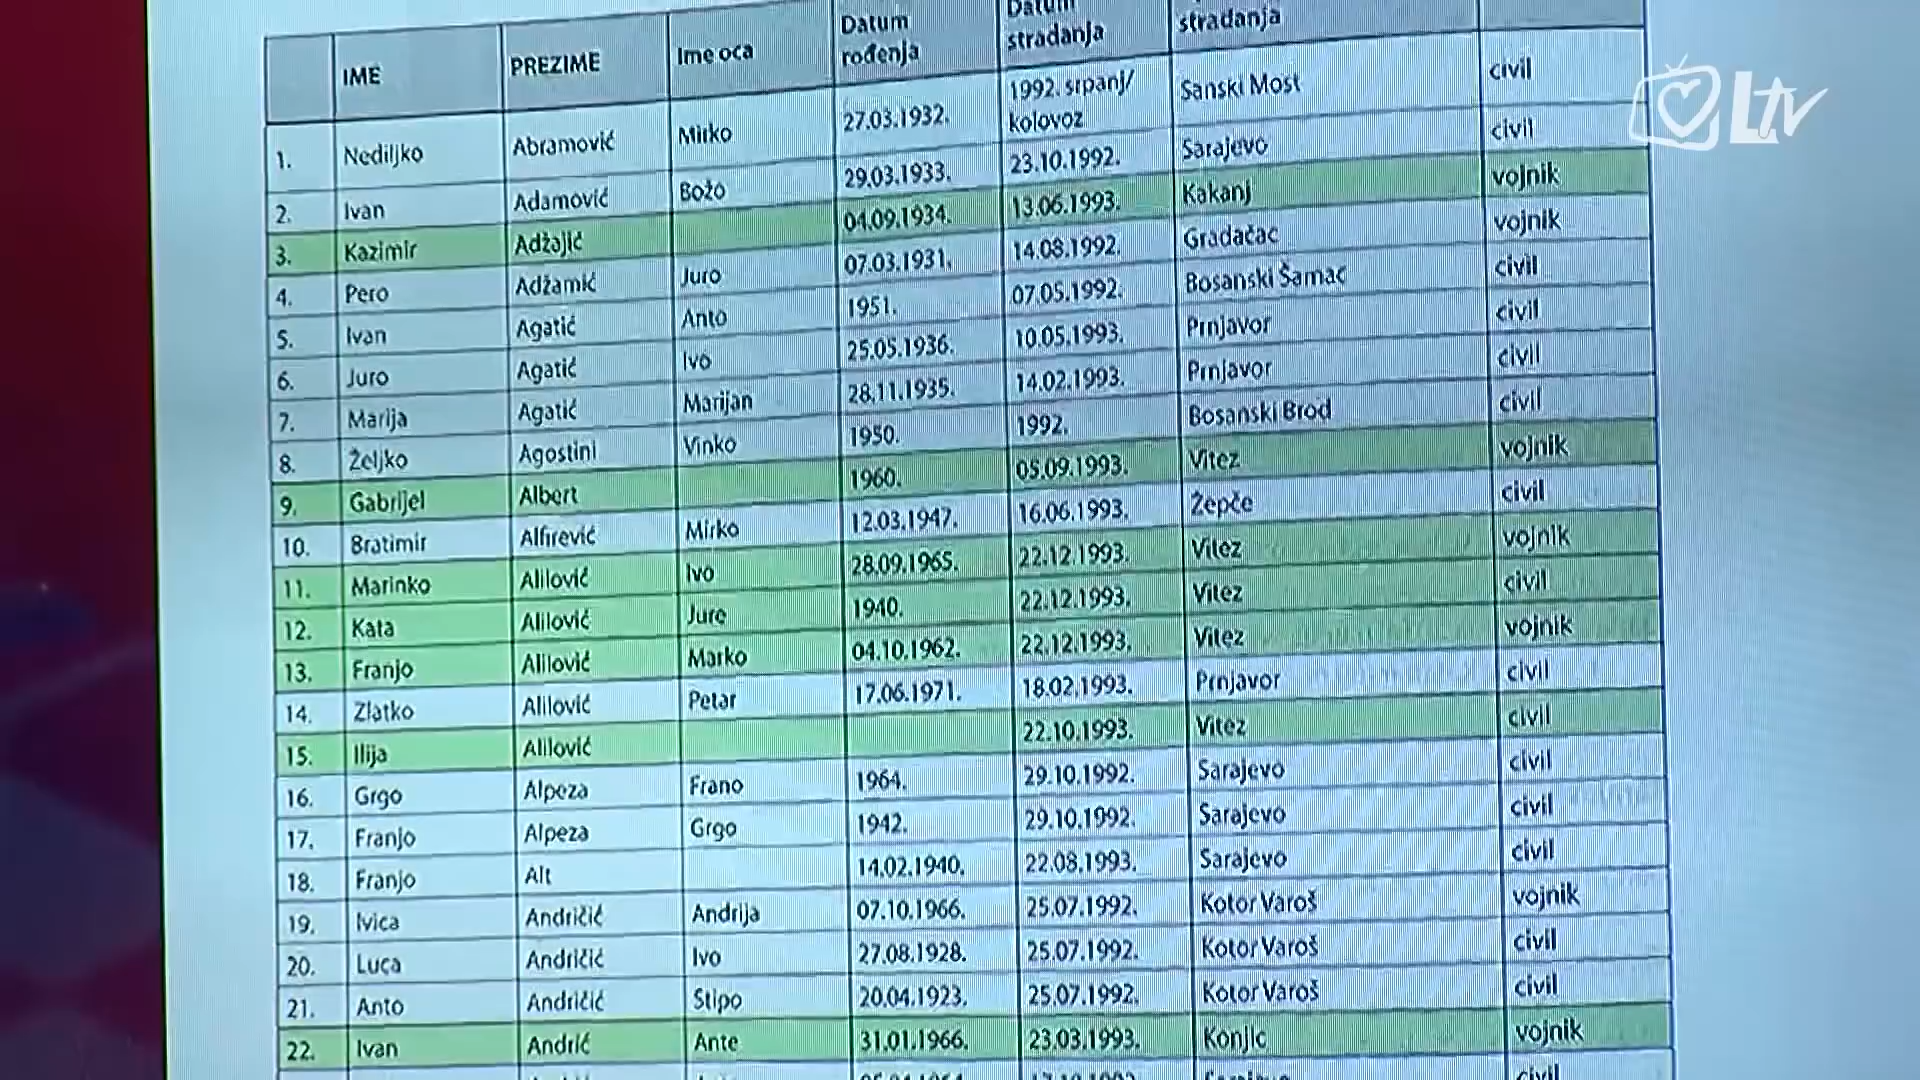 IME PREZIME Ime oca Datum rođenja Datum stradanja stradanja
1. Nediljko Abramović Mirko 27.03.1932. 1992. srpanj/kolovoz Sanski Most civil
2. Ivan Adamović Božo 29.03.1933. 23.10.1992. Sarajevo civil
3. Kazimir Adžajić 04.09.1934. 13.06.1993. Kakanj vojnik
4. Pero Adžamić Juro 07.03.1931. 14.08.1992. Gradačac vojnik
5. Ivan Agatić Anto 1951. 07.05.1992. Bosanski Šamac civil
6. Juro Agatić Ivo 25.05.1936. 10.05.1993. Prnjavor civil
7. Marija Agatić Marijan 28.11.1935. 14.02.1993. Prnjavor civil
8. Željko Agostini Vinko 1950. 1992. Bosanski Brod civil
9. Gabrijel Albert 1960. 05.09.1993. Vitez vojnik
10. Bratimir Alfirević Mirko 12.03.1947. 16.06.1993. Žepče civil
11. Marinko Alilović Ivo 28.09.1965. 22.12.1993. Vitez vojnik
12. Kata Alilović Jure 1940. 22.12.1993. Vitez civil
13. Franjo Alilović Marko 04.10.1962. 22.12.1993. Vitez vojnik
14. Zlatko Alilović Petar 17.06.1971. 18.02.1993. Prnjavor civil
15. Ilija Alilović 22.10.1993. Vitez civil
16. Grgo Alpeza Frano 1964. 29.10.1992. Sarajevo civil
17. Franjo Alpeza Grgo 1942. 29.10.1992. Sarajevo civil
18. Franjo Alt 14.02.1940. 22.08.1993. Sarajevo civil
19. Ivica Andričić Andrija 07.10.1966. 25.07.1992. Kotor Varoš vojnik
20. Luca Andričić Ivo 27.08.1928. 25.07.1992. Kotor Varoš civil
21. Anto Andričić Stipo 20.04.1923. 25.07.1992. Kotor Varoš civil
22. Ivan Andrić Ante 31.01.1966. 23.03.1993. Konjic vojnik
civil
Ltv